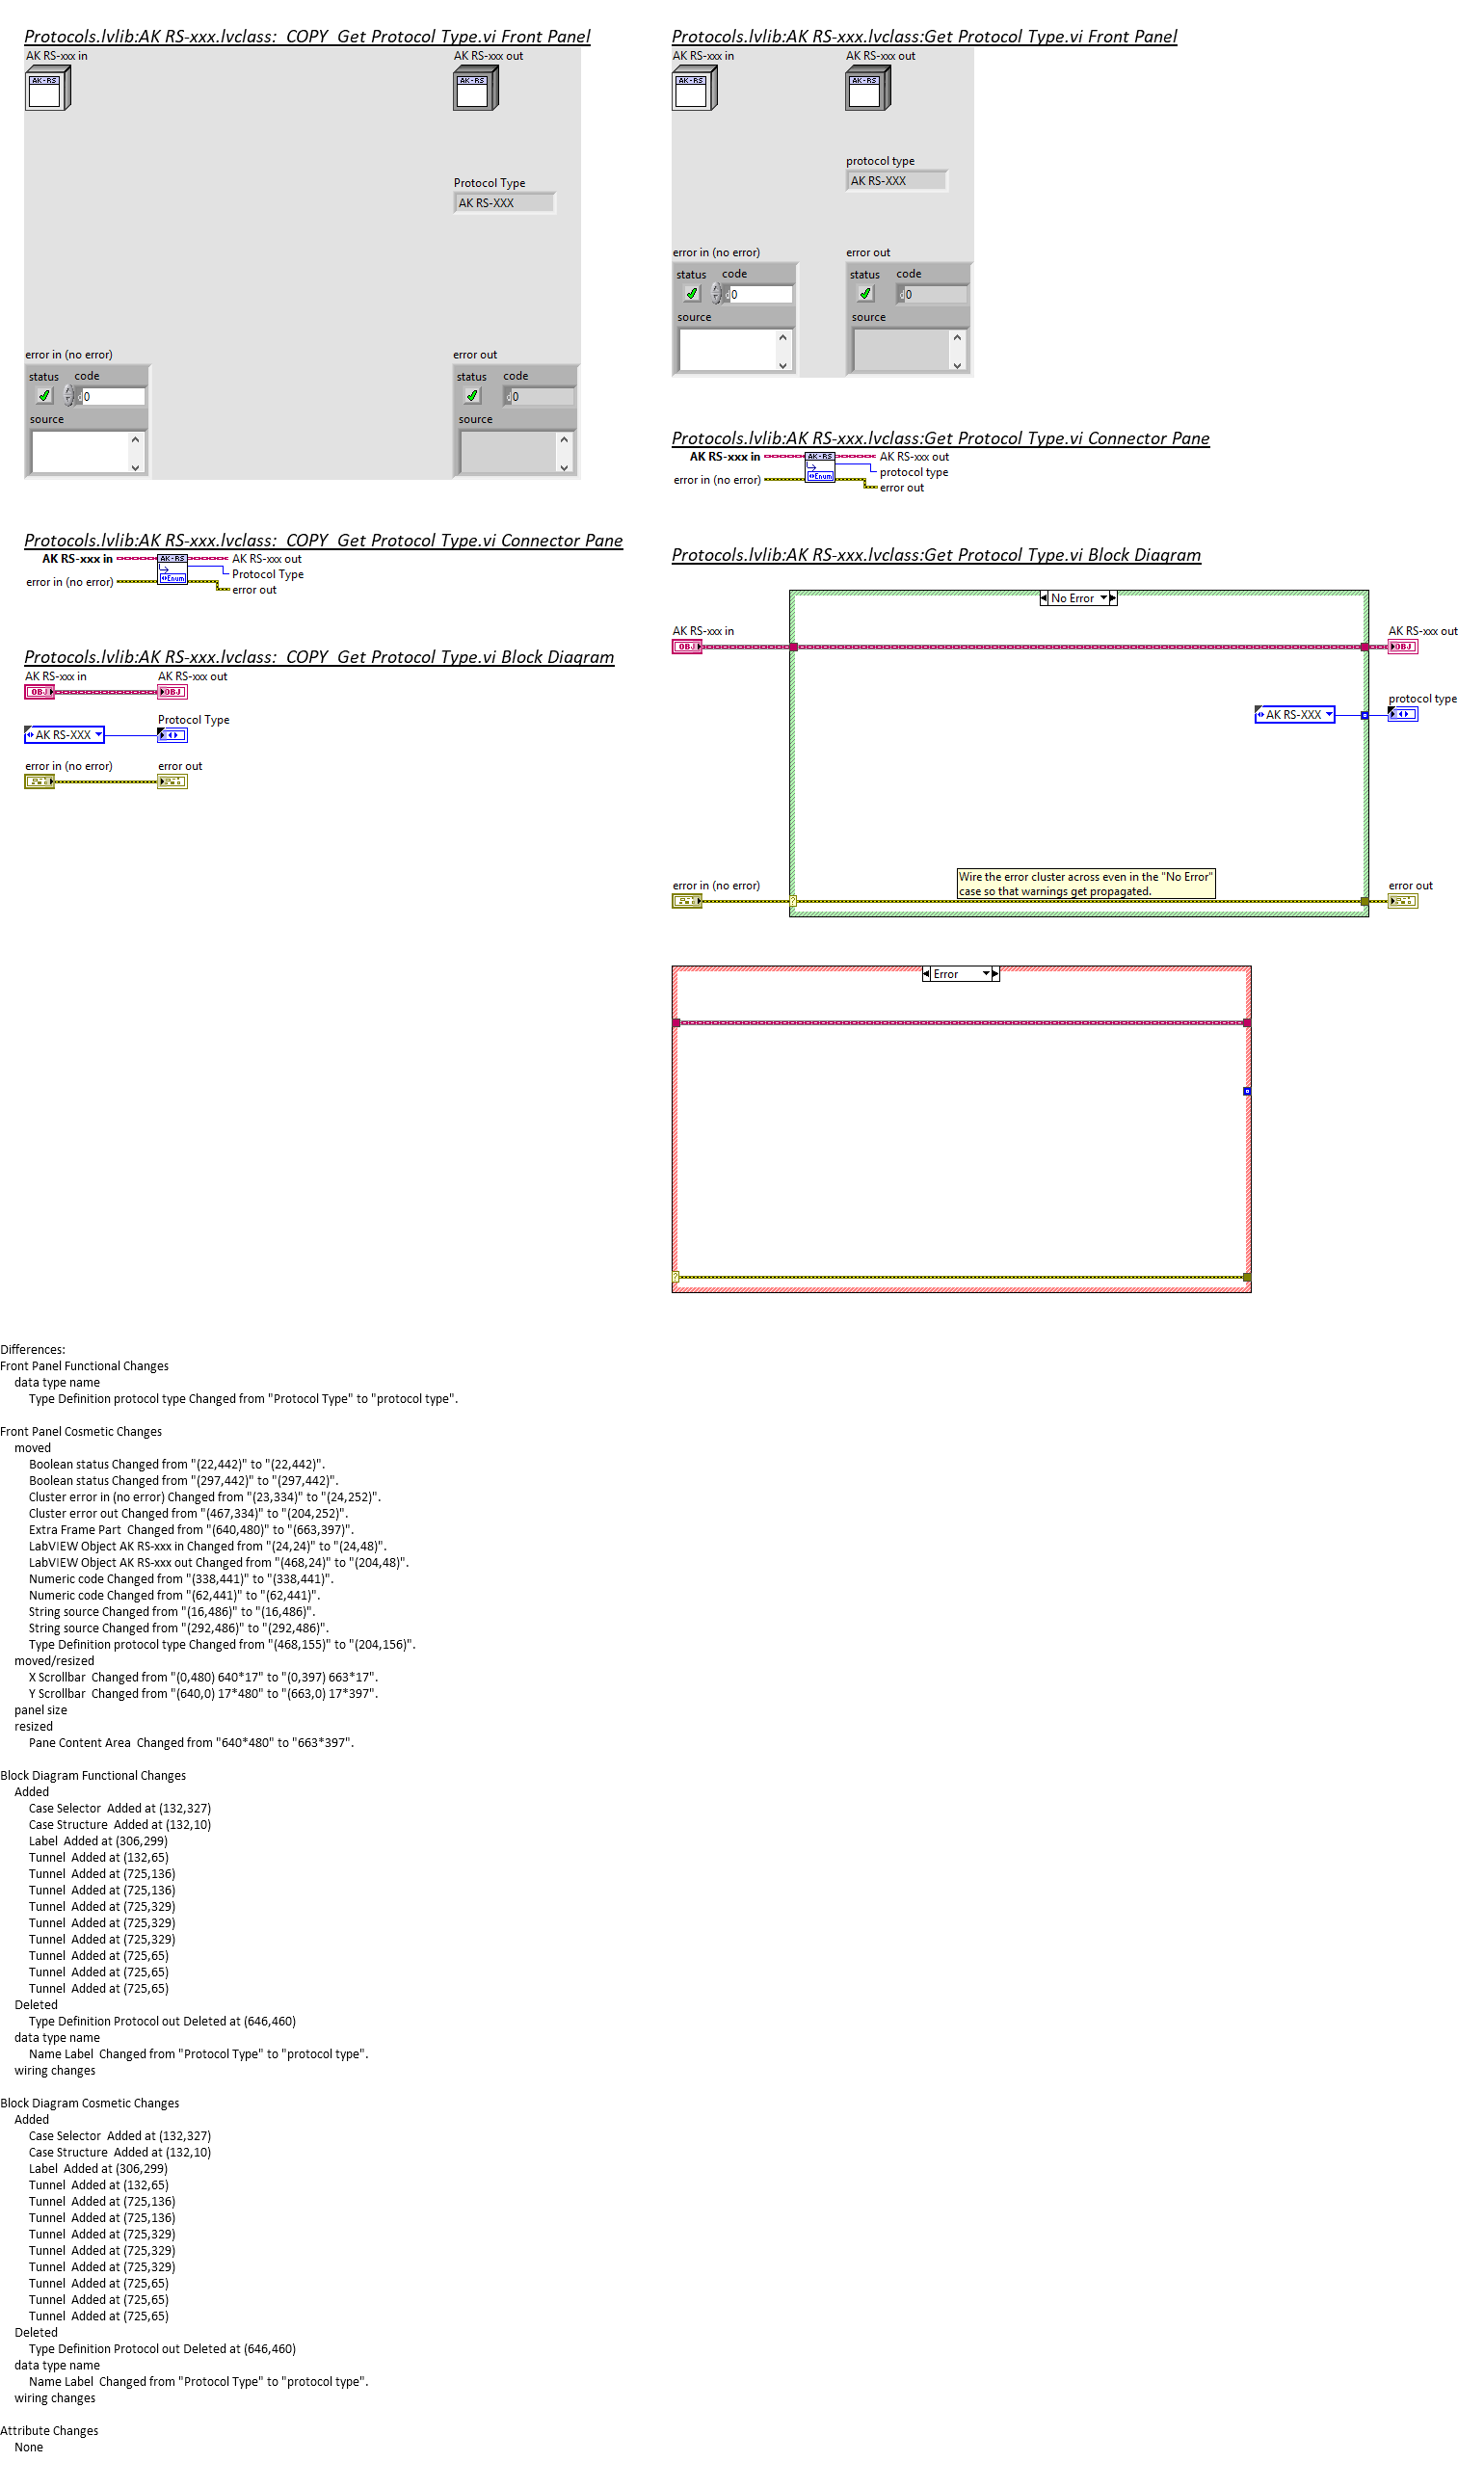 Protocols.lvlib:AK RS-xxx.lvclass:_COPY_Get Protocol Type.vi Front Panel
AK RS-xxx in
AK RS-xxx out
AK-RS
AK-RS
Protocol Type
AK RS-XXX
error in (no error)
error out
status
code
status
code
0
0
source
source
Protocols.lvlib:AK RS-xxx.lvclass:_COPY_Get Protocol Type.vi Connector Pane
AK RS-xxx in
AK-RS
AK RS-xxx out
Enum
Protocol Type
error in (no error)
error out
Protocols.lvlib:AK RS-xxx.lvclass:_COPY_Get Protocol Type.vi Block Diagram
AK RS-xxx in
AK RS-xxx out
OBJ
OBJ
Protocol Type
AK RS-XXX
error in (no error)
error out
Protocols.lvlib:AK RS-xxx.lvclass:Get Protocol Type.vi Front Panel
AK RS-xxx in
AK RS-xxx out
AK-RS
AK-RS
protocol type
AK RS-XXX
error in (no error)
error out
status
code
status
code
0
0
source
source
Protocols.lvlib:AK RS-xxx.lvclass:Get Protocol Type.vi Connector Pane
AK RS-xxx in
AK-RS
AK RS-xxx out
Enum
protocol type
error in (no error)
error out
Protocols.lvlib:AK RS-xxx.lvclass:Get Protocol Type.vi Block Diagram
No Error
AK RS-xxx in
AK RS-xxx out
OBJ
OBJ
protocol type
AK RS-XXX
Wire the error cluster across even in the "No Error"
case so that warnings get propagated.
error in (no error)
error out
?
Error
?
Differences:
Front Panel Functional Changes
data type name
Type Definition protocol type Changed from "Protocol Type" to "protocol type".
Front Panel Cosmetic Changes
moved
Boolean status Changed from "(22,442)" to "(22,442)".
Boolean status Changed from "(297,442)" to "(297,442)".
Cluster error in (no error) Changed from "(23,334)" to "(24,252)".
Cluster error out Changed from "(467,334)" to "(204,252)".
Extra Frame Part  Changed from "(640,480)" to "(663,397)".
LabVIEW Object AK RS-xxx in Changed from "(24,24)" to "(24,48)".
LabVIEW Object AK RS-xxx out Changed from "(468,24)" to "(204,48)".
Numeric code Changed from "(338,441)" to "(338,441)".
Numeric code Changed from "(62,441)" to "(62,441)".
String source Changed from "(16,486)" to "(16,486)".
String source Changed from "(292,486)" to "(292,486)".
Type Definition protocol type Changed from "(468,155)" to "(204,156)".
moved/resized
X Scrollbar  Changed from "(0,480) 640*17" to "(0,397) 663*17".
Y Scrollbar  Changed from "(640,0) 17*480" to "(663,0) 17*397".
panel size
resized
Pane Content Area  Changed from "640*480" to "663*397".
Block Diagram Functional Changes
Added
Case Selector  Added at (132,327)
Case Structure  Added at (132,10)
Label  Added at (306,299)
Tunnel  Added at (132,65)
Tunnel  Added at (725,136)
Tunnel  Added at (725,136)
Tunnel  Added at (725,329)
Tunnel  Added at (725,329)
Tunnel  Added at (725,329)
Tunnel  Added at (725,65)
Tunnel  Added at (725,65)
Tunnel  Added at (725,65)
Deleted
Type Definition Protocol out Deleted at (646,460)
data type name
Name Label  Changed from "Protocol Type" to "protocol type".
wiring changes
Block Diagram Cosmetic Changes
Added
Case Selector  Added at (132,327)
Case Structure  Added at (132,10)
Label  Added at (306,299)
Tunnel  Added at (132,65)
Tunnel  Added at (725,136)
Tunnel  Added at (725,136)
Tunnel  Added at (725,329)
Tunnel  Added at (725,329)
Tunnel  Added at (725,329)
Tunnel  Added at (725,65)
Tunnel  Added at (725,65)
Tunnel  Added at (725,65)
Deleted
Type Definition Protocol out Deleted at (646,460)
data type name
Name Label  Changed from "Protocol Type" to "protocol type".
wiring changes
Attribute Changes
None